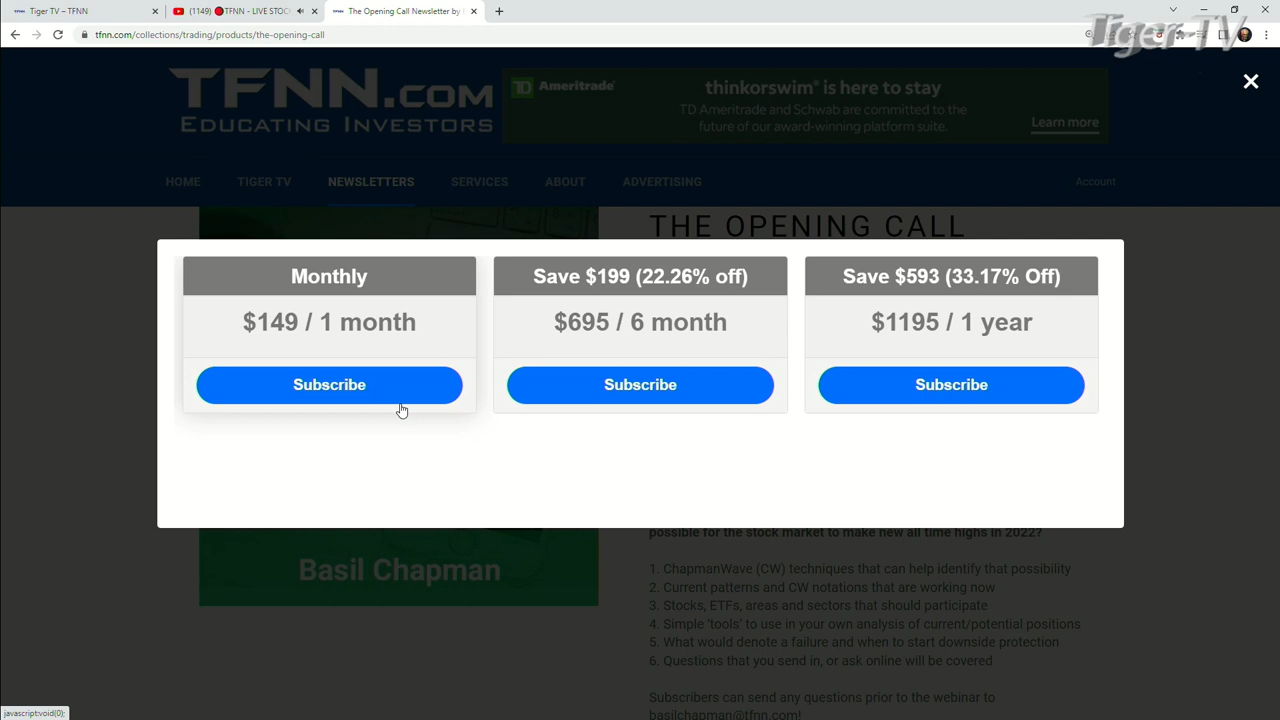 Tiger TV – TFNN
(1149) 🔴TFNN - LIVE STOC
The Opening Call Newsletter by
tfnn.com/collections/trading/products/the-opening-call
Tiger TV
TFNN.com
Educating Investors
TD Ameritrade
thinkorswim® is here to stay
TD Ameritrade and Schwab are committed to the
future of our award-winning platform suite.
Learn more
HOME
TIGER TV
NEWSLETTERS
SERVICES
ABOUT
ADVERTISING
Account
THE OPENING CALL
Monthly
$149 / 1 month
Subscribe
Save $199 (22.26% off)
$695 / 6 month
Subscribe
Save $593 (33.17% Off)
$1195 / 1 year
Subscribe
Basil Chapman
possible for the stock market to make new all time highs in 2022?
1. ChapmanWave (CW) techniques that can help identify that possibility
2. Current patterns and CW notations that are working now
3. Stocks, ETFs, areas and sectors that should participate
4. Simple 'tools' to use in your own analysis of current/potential positions
5. What would denote a failure and when to start downside protection
6. Questions that you send in, or ask online will be covered
Subscribers can send any questions prior to the webinar to
basilchapman@tfnn.com!
javascript:void(0);